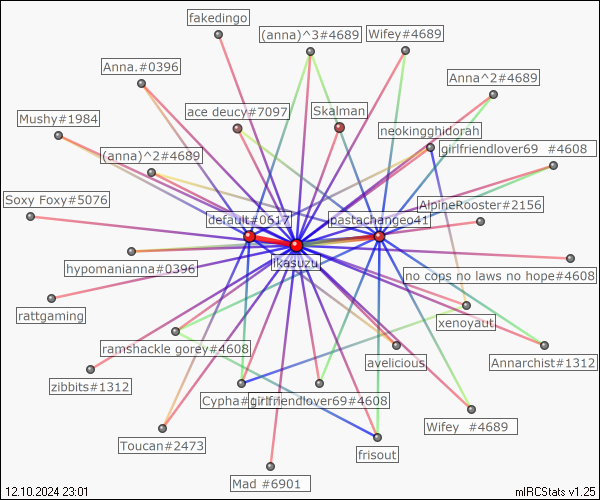 fakedingo
(anna)^3#4689
Wifey#4689
Anna.#0396
Anna^2#4689
ace deucy#7097
Skalman
Mushy#1984
neokingghidorah
(anna)^2#4689
girlfriendlover69 #4608
Soxy Foxy#5076
AlpineRooster#2156
default#0617
pastachangeo41
ikasuzu
hypomanianna#0396
no cops no laws no hope#4608
rattgaming
xenoyaut
ramshackle gorey#4608
avelicious
Annarchist#1312
zibbits#1312
girlfriendlover69#4608
Wifey #4689
Toucan#2473
frisout
Mad #6901
12.10.2024 23:01
mIRCStats v1.25